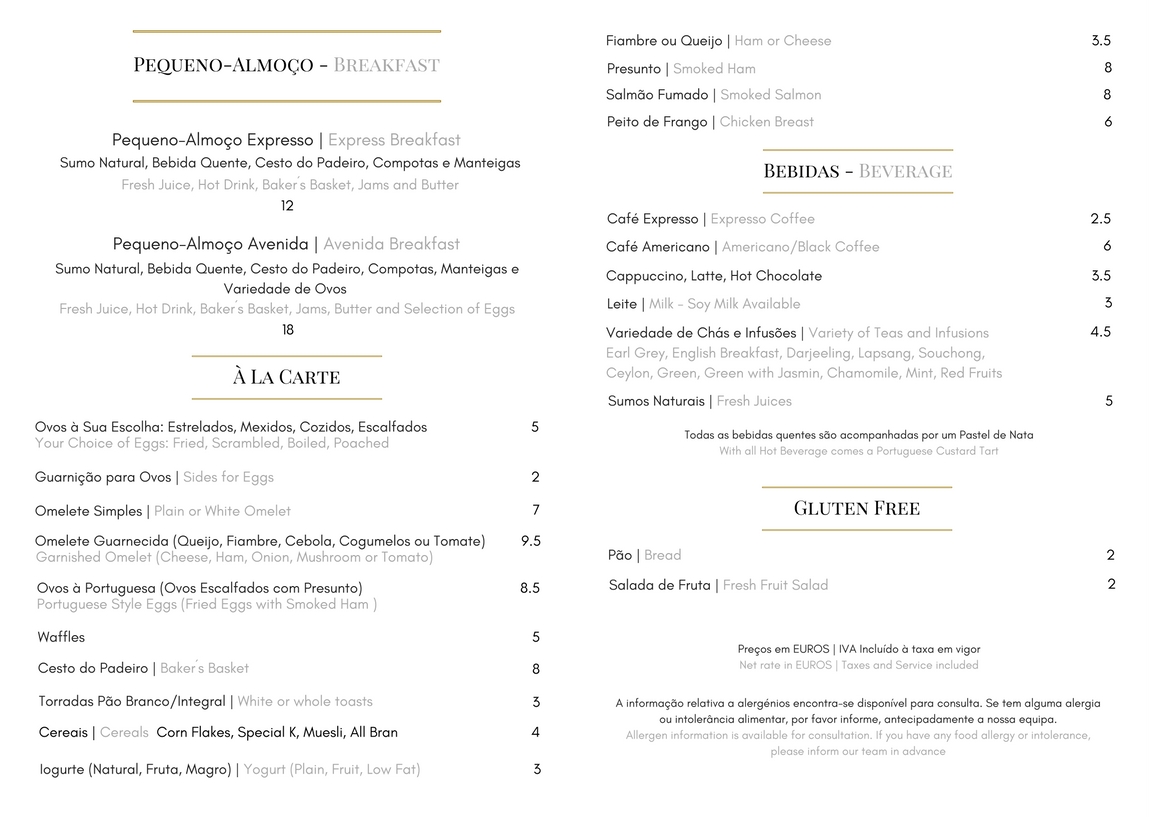 Pequeno-Almoço - Breakfast
Pequeno-Almoço Expresso | Express Breakfast
Sumo Natural, Bebida Quente, Cesto do Padeiro, Compotas e Manteigas
Fresh Juice, Hot Drink, Baker´s Basket, Jams and Butter
12
Pequeno-Almoço Avenida | Avenida Breakfast
Sumo Natural, Bebida Quente, Cesto do Padeiro, Compotas, Manteigas e
Variedade de Ovos
Fresh Juice, Hot Drink, Baker´s Basket, Jams, Butter and Selection of Eggs
18
À La Carte
Ovos à Sua Escolha: Estrelados, Mexidos, Cozidos, Escalfados 5
Your Choice of Eggs: Fried, Scrambled, Boiled, Poached
Guarnição para Ovos | Sides for Eggs 2
Omelete Simples | Plain or White Omelet 7
Omelete Guarnecida (Queijo, Fiambre, Cebola, Cogumelos ou Tomate) 9.5
Garnished Omelet (Cheese, Ham, Onion, Mushroom or Tomato)
Ovos à Portuguesa (Ovos Escalfados com Presunto) 8.5
Portuguese Style Eggs (Fried Eggs with Smoked Ham )
Waffles 5
Cesto do Padeiro | Baker´s Basket 8
Torradas Pão Branco/Integral | White or whole toasts 3
Cereais | Cereals Corn Flakes, Special K, Muesli, All Bran 4
Iogurte (Natural, Fruta, Magro) | Yogurt (Plain, Fruit, Low Fat) 3
Fiambre ou Queijo | Ham or Cheese 3.5
Presunto | Smoked Ham 8
Salmão Fumado | Smoked Salmon 8
Peito de Frango | Chicken Breast 6
Bebidas - Beverage
Café Expresso | Expresso Coffee 2.5
Café Americano | Americano/Black Coffee 6
Cappuccino, Latte, Hot Chocolate 3.5
Leite | Milk - Soy Milk Available 3
Variedade de Chás e Infusões | Variety of Teas and Infusions 4.5
Earl Grey, English Breakfast, Darjeeling, Lapsang, Souchong,
Ceylon, Green, Green with Jasmin, Chamomile, Mint, Red Fruits
Sumos Naturais | Fresh Juices 5
Todas as bebidas quentes são acompanhadas por um Pastel de Nata
With all Hot Beverage comes a Portuguese Custard Tart
Gluten Free
Pão | Bread 2
Salada de Fruta | Fresh Fruit Salad 2
Preços em EUROS | IVA Incluído à taxa em vigor
Net rate in EUROS | Taxes and Service included
A informação relativa a alergénios encontra-se disponível para consulta. Se tem alguma alergia
ou intolerância alimentar, por favor informe, antecipadamente a nossa equipa.
Allergen information is available for consultation. If you have any food allergy or intolerance,
please inform our team in advance